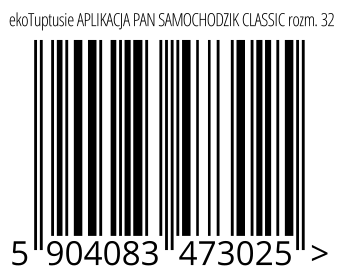 ekoTuptusie APLIKACJA PAN SAMOCHODZIK CLASSIC rozm. 32
5 904083 473025 >